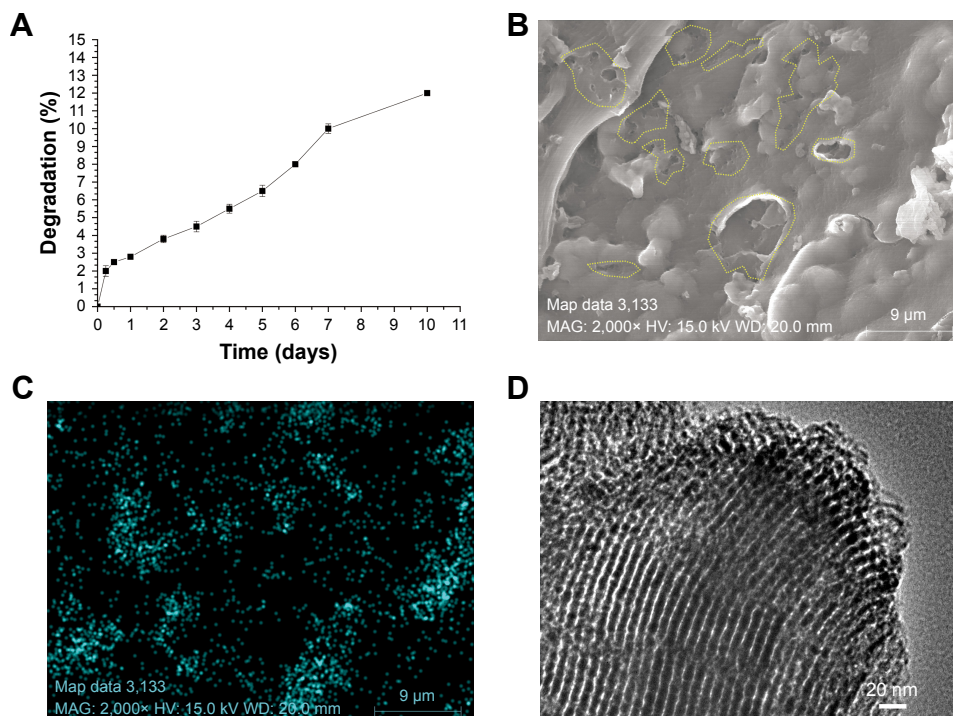 A
15
14
13
12
11
10
9
8
7
6
5
4
3
2
1
0
Degradation (%)
0 1 2 3 4 5 6 7 8 9 10 11
Time (days)
B
Map data 3,133
MAG: 2,000× HV: 15.0 kV WD: 20.0 mm
9 µm
C
Map data 3,133
MAG: 2,000× HV: 15.0 kV WD: 20.0 mm
9 µm
D
20 nm